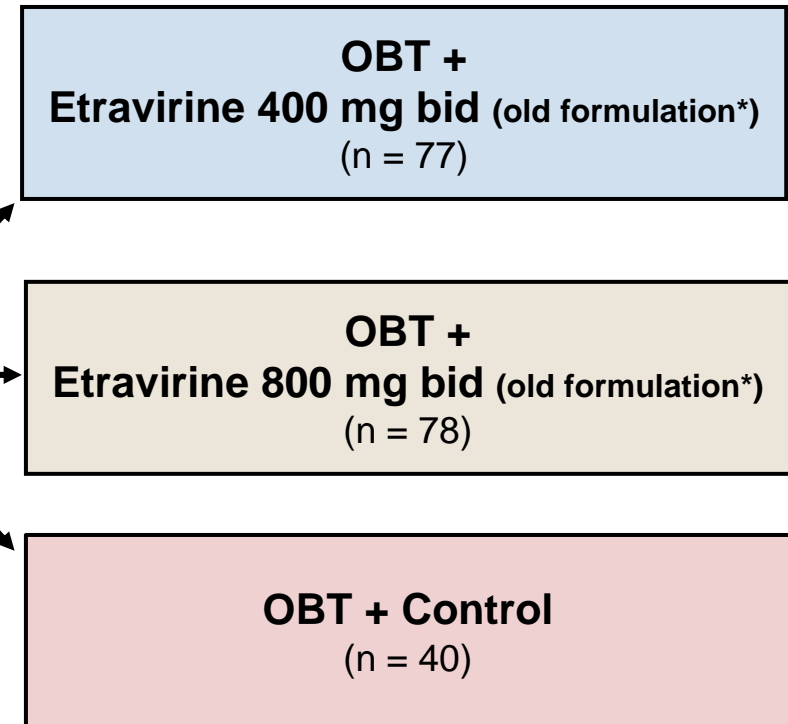 OBT +
Etravirine 400 mg bid (old formulation*)
(n = 77)
OBT +
Etravirine 800 mg bid (old formulation*)
(n = 78)
OBT + Control
(n = 40)